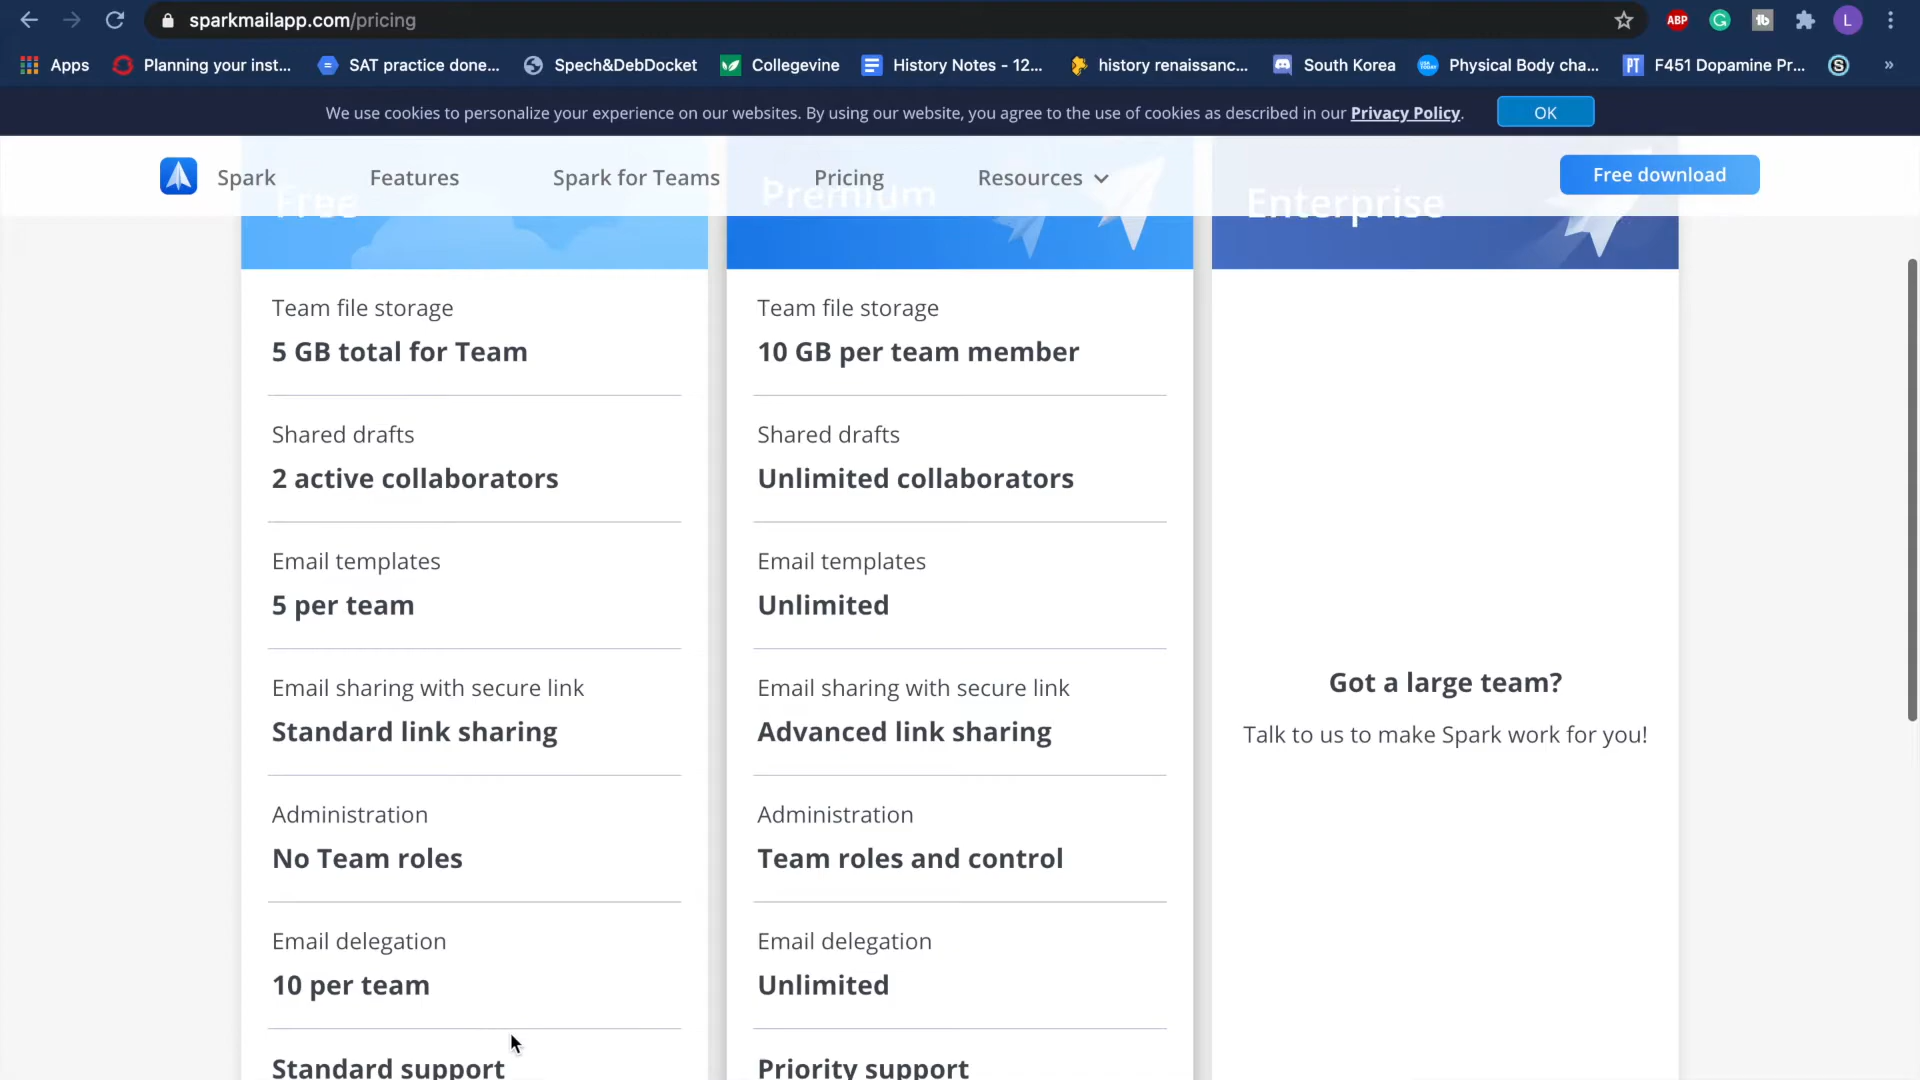 sparkmailapp.com/pricing
ABP
L
Apps
Planning your inst...
SAT practice done...
Spech&DebDocket
Collegevine
History Notes - 12...
history renaissanc...
South Korea
Physical Body cha...
PT
F451 Dopamine Pr...
»
We use cookies to personalize your experience on our websites. By using our website, you agree to the use of cookies as described in our Privacy Policy.
OK
Spark
Features
Spark for Teams
Pricing
Resources
Free download
Free
Premium
Enterprise
Team file storage
5 GB total for Team
Shared drafts
2 active collaborators
Email templates
5 per team
Email sharing with secure link
Standard link sharing
Administration
No Team roles
Email delegation
10 per team
Standard support
Team file storage
10 GB per team member
Shared drafts
Unlimited collaborators
Email templates
Unlimited
Email sharing with secure link
Advanced link sharing
Administration
Team roles and control
Email delegation
Unlimited
Priority support
Got a large team?
Talk to us to make Spark work for you!